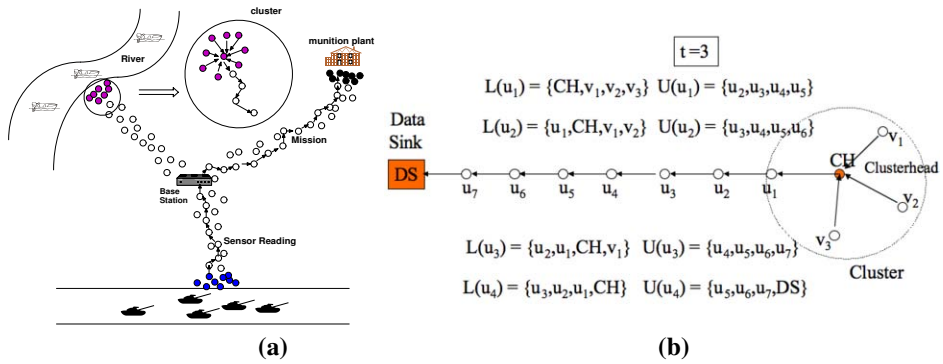 cluster
munition plant
River
Mission
Base
Station
Sensor Reading
(a)
t=3
L(u₁) = {CH,v₁,v₂,v₃} U(u₁) = {u₂,u₃,u₄,u₅}
L(u₂) = {u₁,CH,v₁,v₂} U(u₂) = {u₃,u₄,u₅,u₆}
Data
Sink
DS
u₇ u₆ u₅ u₄ u₃ u₂ u₁
CH
Clusterhead
v₁
v₂
v₃
Cluster
L(u₃) = {u₂,u₁,CH,v₁} U(u₃) = {u₄,u₅,u₆,u₇}
L(u₄) = {u₃,u₂,u₁,CH} U(u₄) = {u₅,u₆,u₇,DS}
(b)